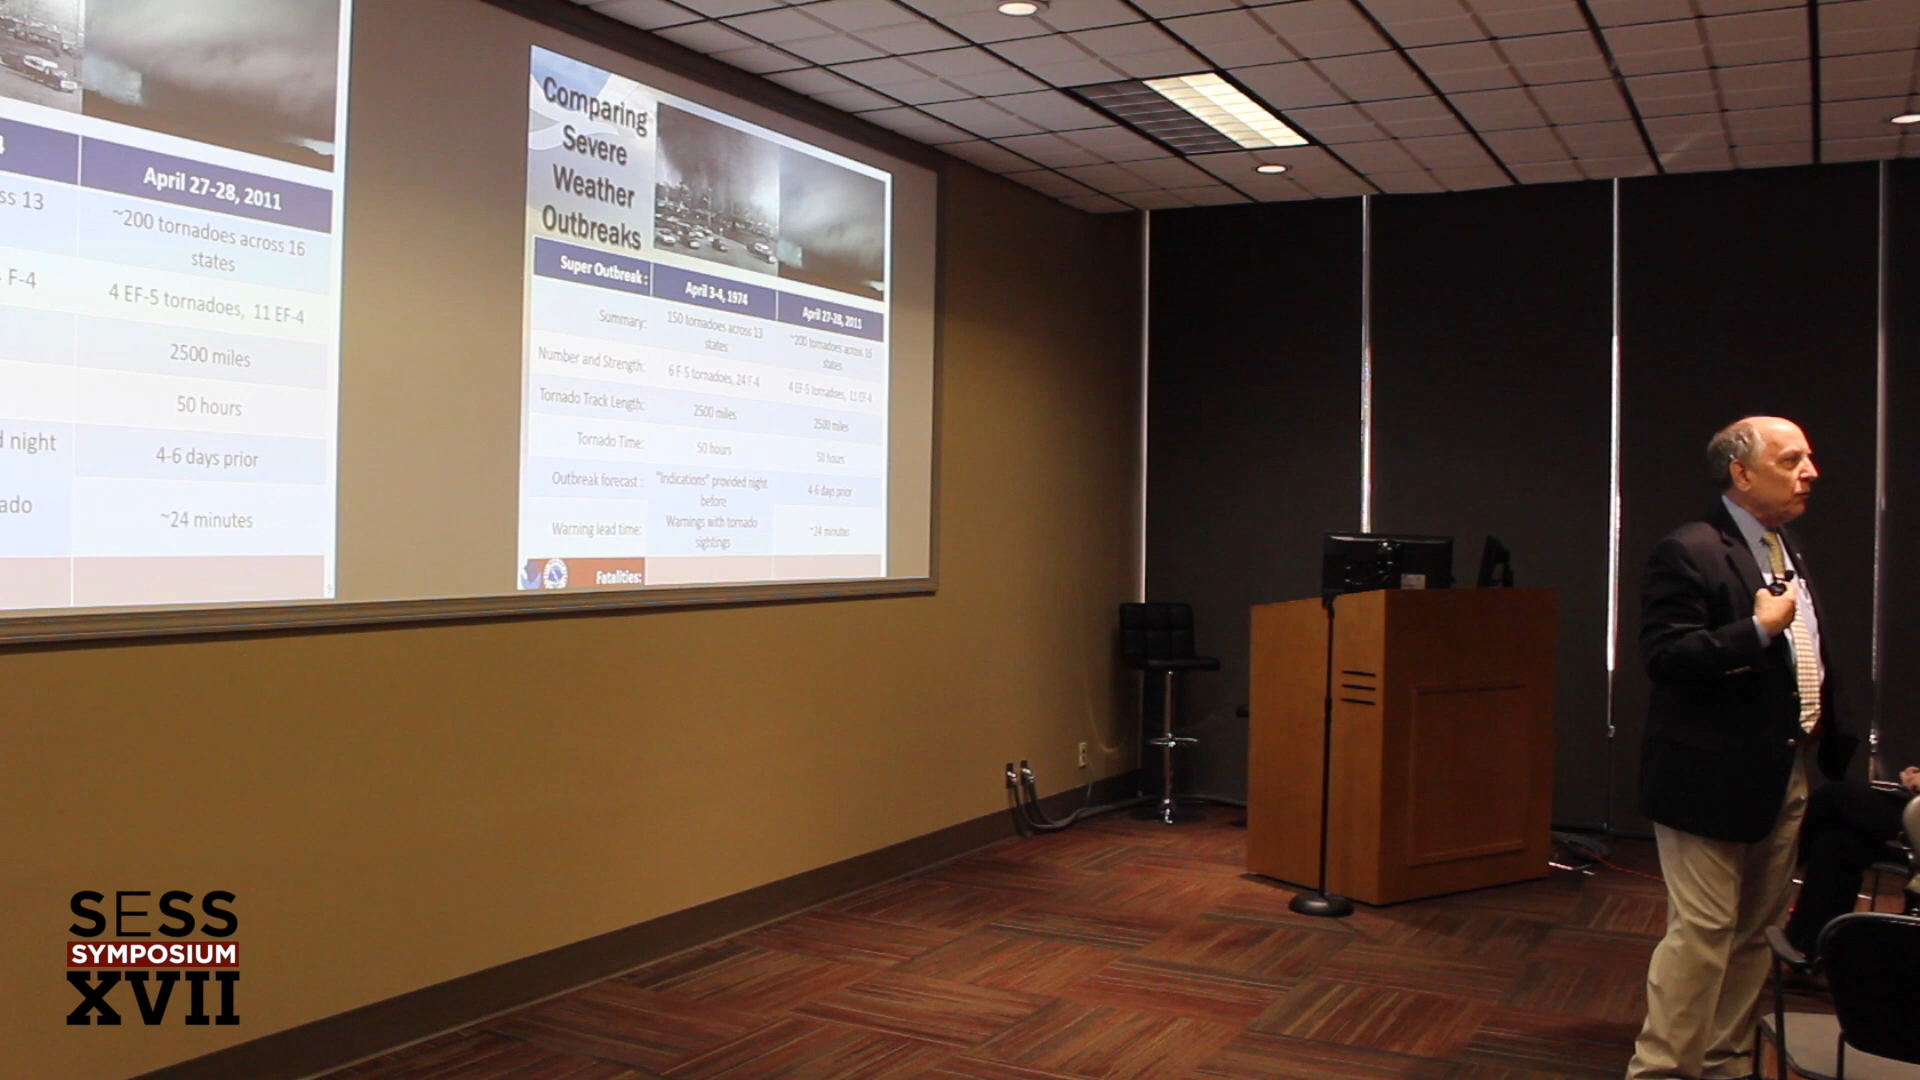 4
April 27-28, 2011
ss 13
~200 tornadoes across 16
states
F-4
4 EF-5 tornadoes, 11 EF-4
2500 miles
50 hours
d night
4-6 days prior
ado
~24 minutes
Comparing
Severe
Weather
Outbreaks
Super Outbreak :
April 3-4, 1974
April 27-28, 2011
Summary:
150 tornadoes across 13
states
~200 tornadoes across 16
states
Number and Strength:
6 F-5 tornadoes, 24 F-4
4 EF-5 tornadoes, 11 EF-4
Tornado Track Length:
2500 miles
2500 miles
Tornado Time:
50 hours
50 hours
Outbreak forecast :
"Indications" provided night
before
4-6 days prior
Warning lead time:
Warnings with tornado
sightings
~24 minutes
Fatalities:
SESS
SYMPOSIUM
XVII